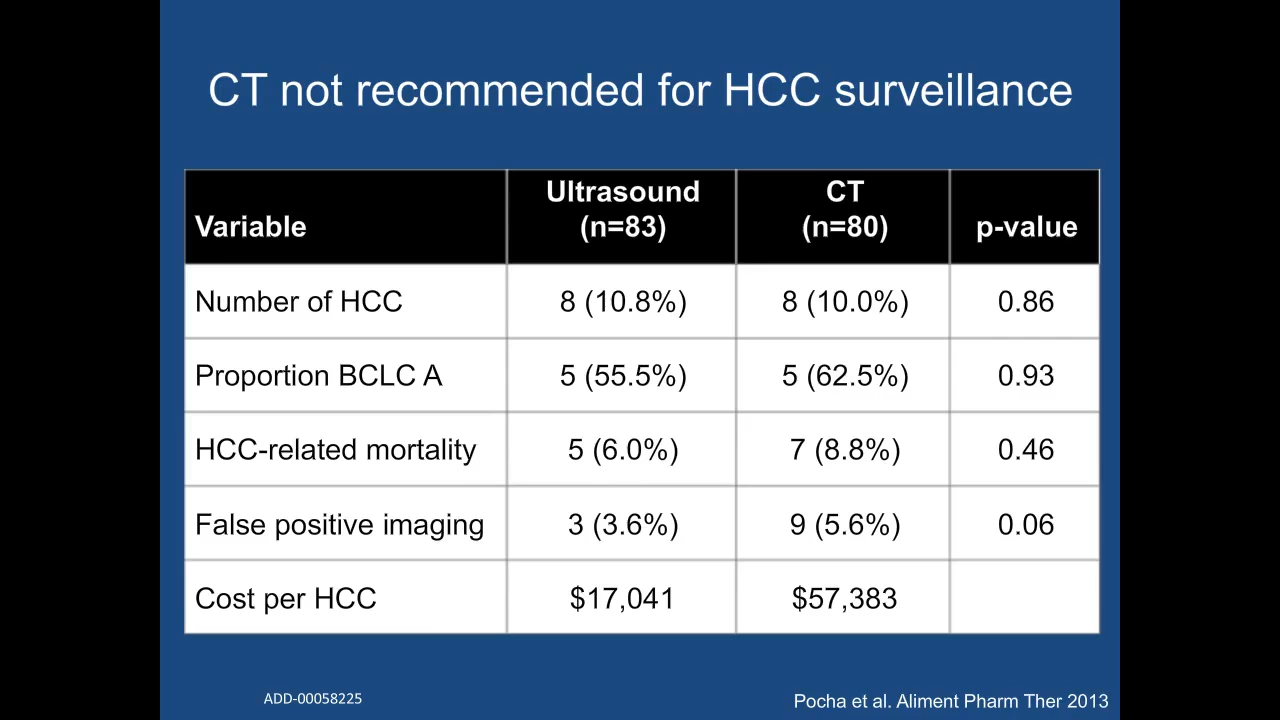 CT not recommended for HCC surveillance
Variable Ultrasound (n=83) CT (n=80) p-value
Number of HCC 8 (10.8%) 8 (10.0%) 0.86
Proportion BCLC A 5 (55.5%) 5 (62.5%) 0.93
HCC-related mortality 5 (6.0%) 7 (8.8%) 0.46
False positive imaging 3 (3.6%) 9 (5.6%) 0.06
Cost per HCC $17,041 $57,383
ADD-00058225
Pocha et al. Aliment Pharm Ther 2013